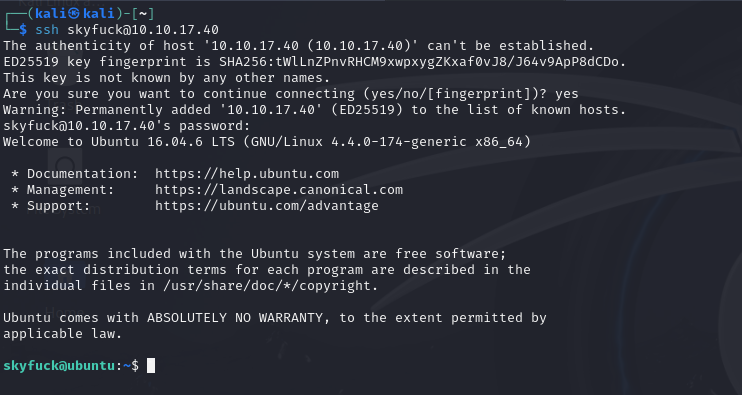 ┌──(kali㉿kali)-[~]
└─$ ssh skyfuck@10.10.17.40
The authenticity of host '10.10.17.40 (10.10.17.40)' can't be established.
ED25519 key fingerprint is SHA256:tWlLnZPnvRHCM9xwpxygZKxaf0vJ8/J64v9ApP8dCDo.
This key is not known by any other names.
Are you sure you want to continue connecting (yes/no/[fingerprint])? yes
Warning: Permanently added '10.10.17.40' (ED25519) to the list of known hosts.
skyfuck@10.10.17.40's password:
Welcome to Ubuntu 16.04.6 LTS (GNU/Linux 4.4.0-174-generic x86_64)
* Documentation:  https://help.ubuntu.com
* Management:     https://landscape.canonical.com
* Support:        https://ubuntu.com/advantage
The programs included with the Ubuntu system are free software;
the exact distribution terms for each program are described in the
individual files in /usr/share/doc/*/copyright.
Ubuntu comes with ABSOLUTELY NO WARRANTY, to the extent permitted by
applicable law.
skyfuck@ubuntu:~$